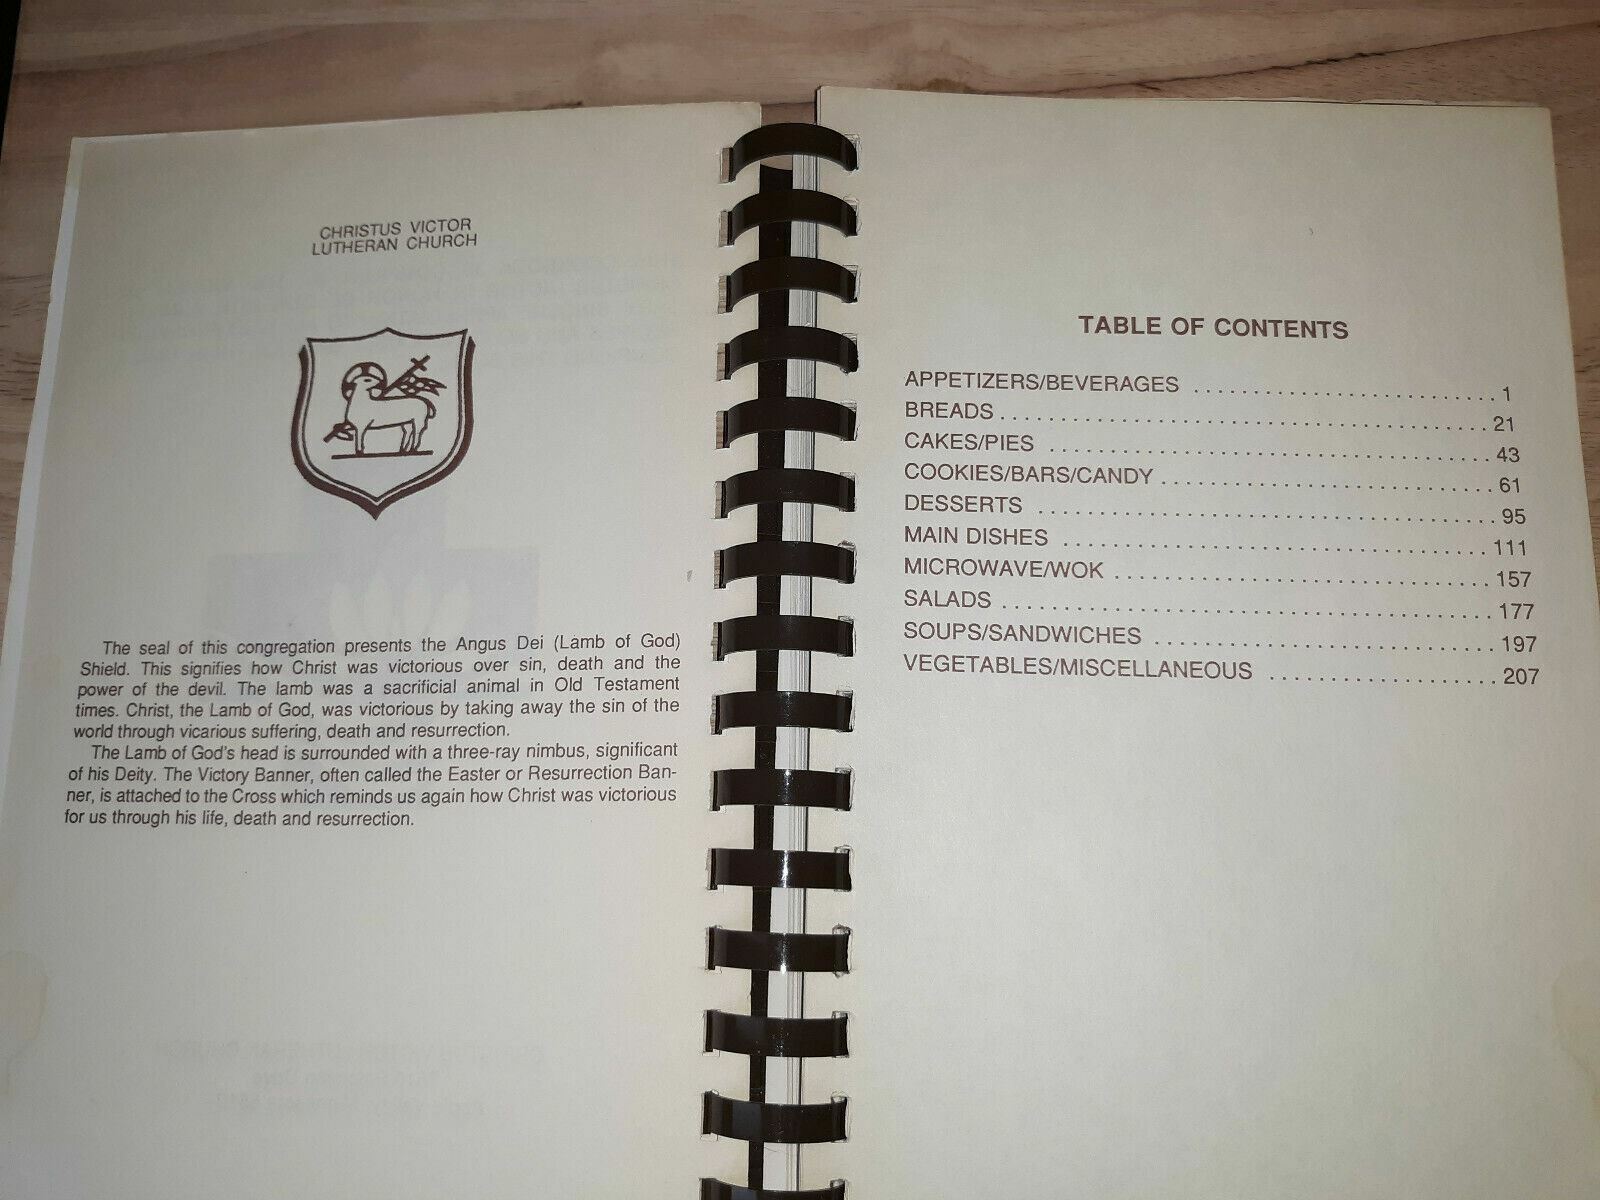 CHRISTUS VICTOR
LUTHERAN CHURCH
The seal of this congregation presents the Angus Dei (Lamb of God)
Shield. This signifies how Christ was victorious over sin, death and the
power of the devil. The lamb was a sacrificial animal in Old Testament
times. Christ, the Lamb of God, was victorious by taking away the sin of the
world through vicarious suffering, death and resurrection.
The Lamb of God's head is surrounded with a three-ray nimbus, significant
of his Deity. The Victory Banner, often called the Easter or Resurrection Ban-
ner, is attached to the Cross which reminds us again how Christ was victorious
for us through his life, death and resurrection.
TABLE OF CONTENTS
APPETIZERS/BEVERAGES .......................... 1
BREADS ......................................... 21
CAKES/PIES ..................................... 43
COOKIES/BARS/CANDY ............................ 61
DESSERTS ....................................... 95
MAIN DISHES .................................... 111
MICROWAVE/WOK ................................ 157
SALADS ......................................... 177
SOUPS/SANDWICHES ............................. 197
VEGETABLES/MISCELLANEOUS ................... 207